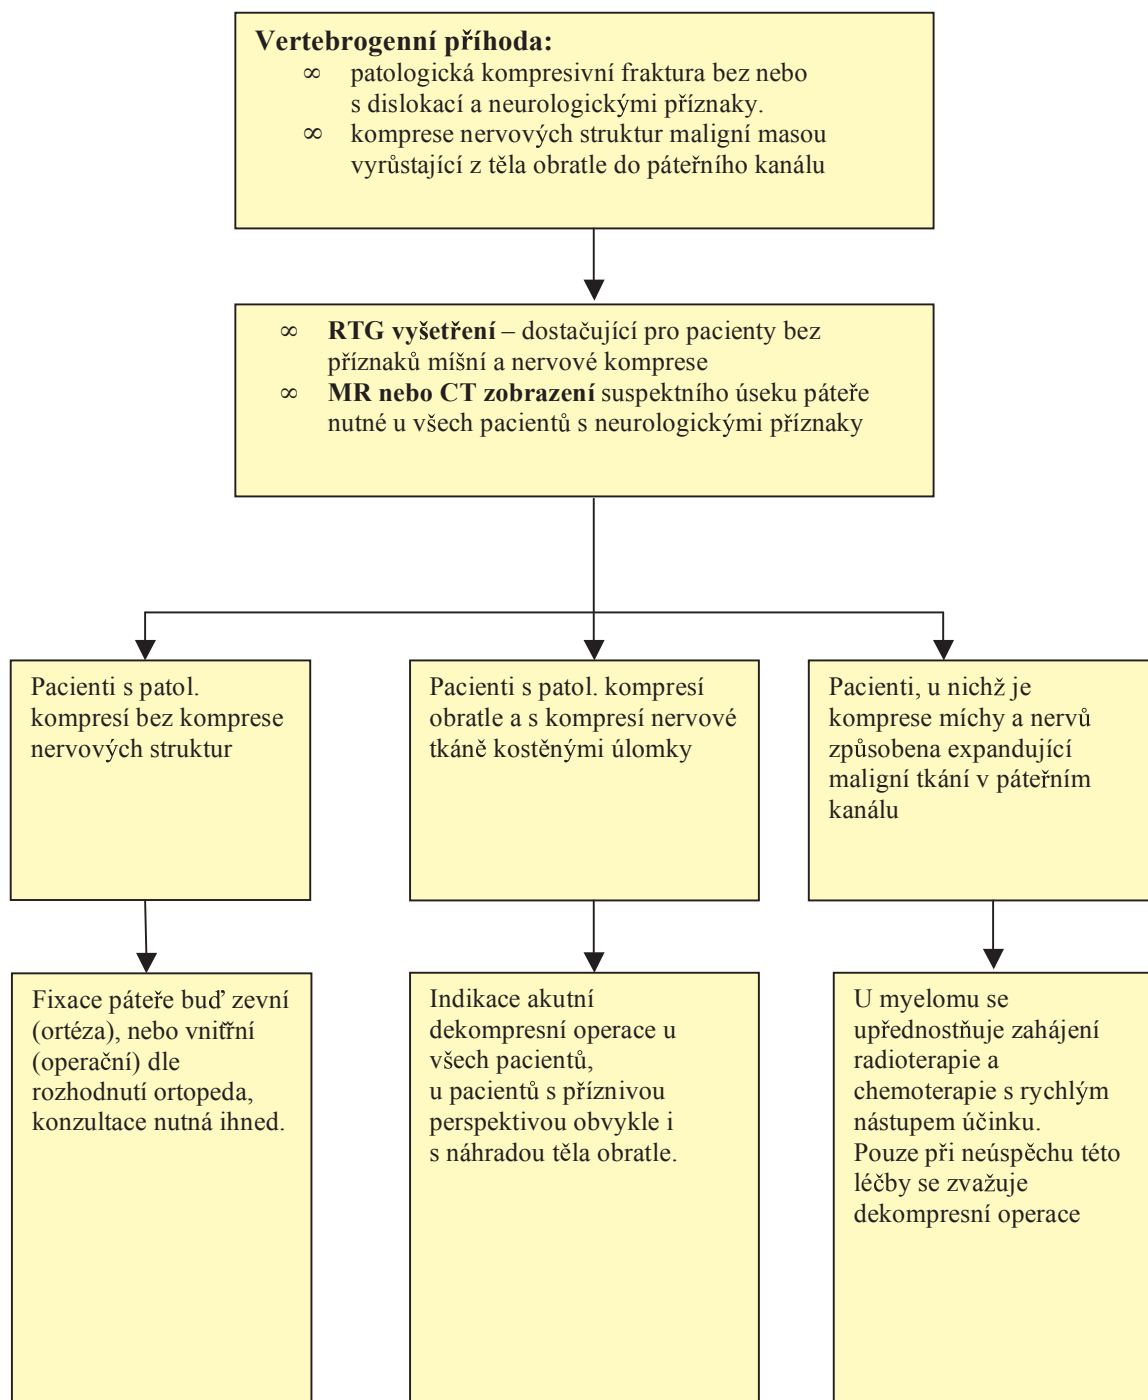 Vertebrogenní příhoda:
∞ patologická kompresivní fraktura bez nebo
s dislokací a neurologickými příznaky.
∞ komprese nervových struktur maligní masou
vyrůstající z těla obratle do páteřního kanálu
∞ RTG vyšetření – dostačující pro pacienty bez
příznaků míšní a nervové komprese
∞ MR nebo CT zobrazení suspektního úseku páteře
nutné u všech pacientů s neurologickými příznaky
Pacienti s patol.
kompresí bez komprese
nervových struktur
Pacienti s patol. kompresí
obratle a s kompresí nervové
tkáně kostěnými úlomky
Pacienti, u nichž je
komprese míchy a nervů
způsobena expandující
maligní tkání v páteřním
kanálu
Fixace páteře buď zevní
(ortéza), nebo vnitřní
(operační) dle
rozhodnutí ortopeda,
konzultace nutná ihned.
Indikace akutní
dekompresní operace u
všech pacientů,
u pacientů s příznivou
perspektivou obvykle i
s náhradou těla obratle.
U myelomu se
upřednostňuje zahájení
radioterapie a
chemoterapie s rychlým
nástupem účinku.
Pouze při neúspěchu této
léčby se zvažuje
dekompresní operace